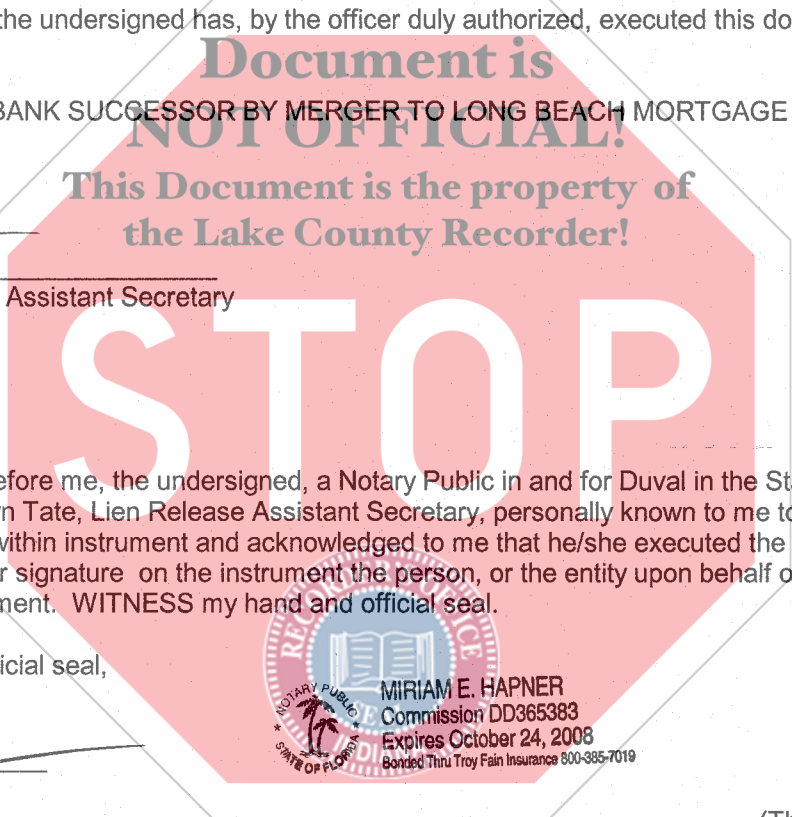 the undersigned has, by the officer duly authorized, executed this do
Document is
BANK SUCCESSOR BY MERGER TO LONG BEACH MORTGAGE
NOT OFFICIAL!
This Document is the property of
the Lake County Recorder!
Assistant Secretary
STOP
efore me, the undersigned, a Notary Public in and for Duval in the St
n Tate, Lien Release Assistant Secretary, personally known to me to
within instrument and acknowledged to me that he/she executed the
r signature on the instrument the person, or the entity upon behalf o
ment. WITNESS my hand and official seal.
RECORDER'S OFFICE
SEAL
INDIANA
icial seal,
NOTARY PUBLIC
STATE OF FLORIDA
MIRIAM E. HAPNER
Commission DD365383
Expires October 24, 2008
Bonded Thru Troy Fain Insurance 800-385-7019
(Th